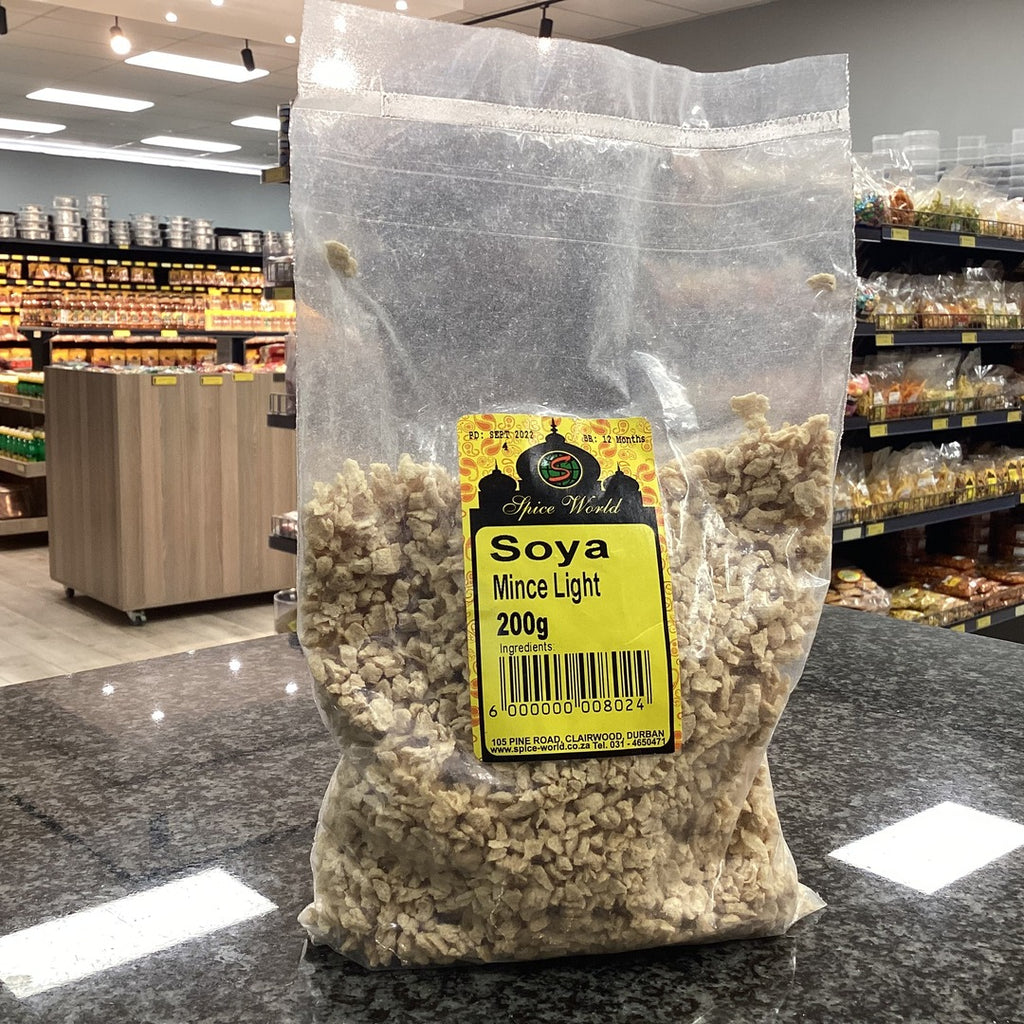 PD: SEPT 2022 BB: 12 Months
4
S
Spice World
Soya
Mince Light
200g
Ingredients:
6 000000 008024
105 PINE ROAD, CLAIRWOOD, DURBAN
www.spice-world.co.za Tel. 031 - 4650471